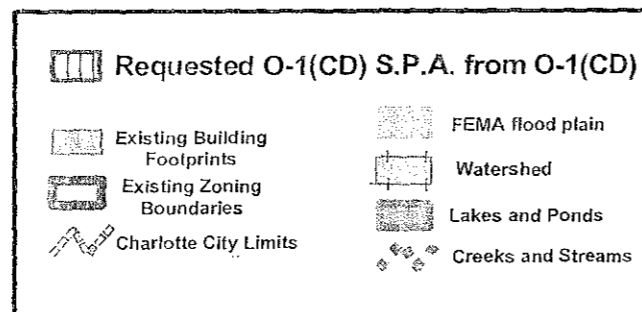 Requested O-1(CD) S.P.A. from O-1(CD)
Existing Building
Footprints
Existing Zoning
Boundaries
Charlotte City Limits
FEMA flood plain
Watershed
Lakes and Ponds
Creeks and Streams